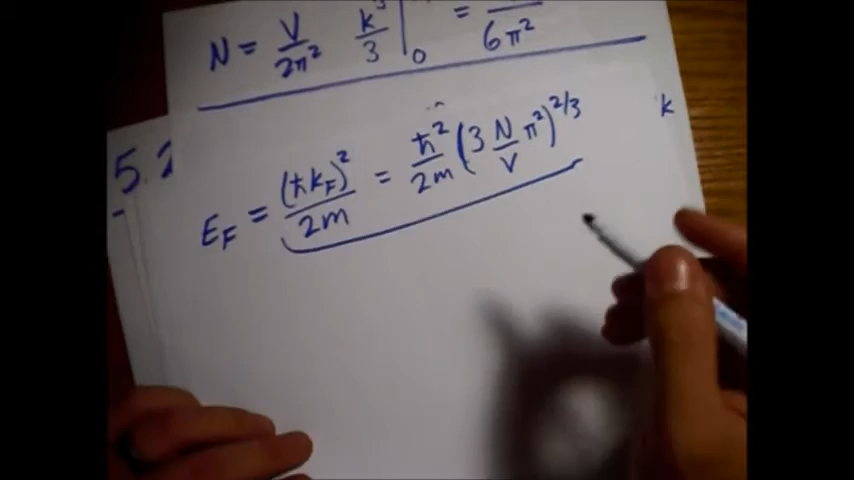 N = V/2π² k³/3 |₀ = /6π²
k
5.2
E_F = (ħk_F)²/2m = ħ²/2m (3 N/V π²)^2/3